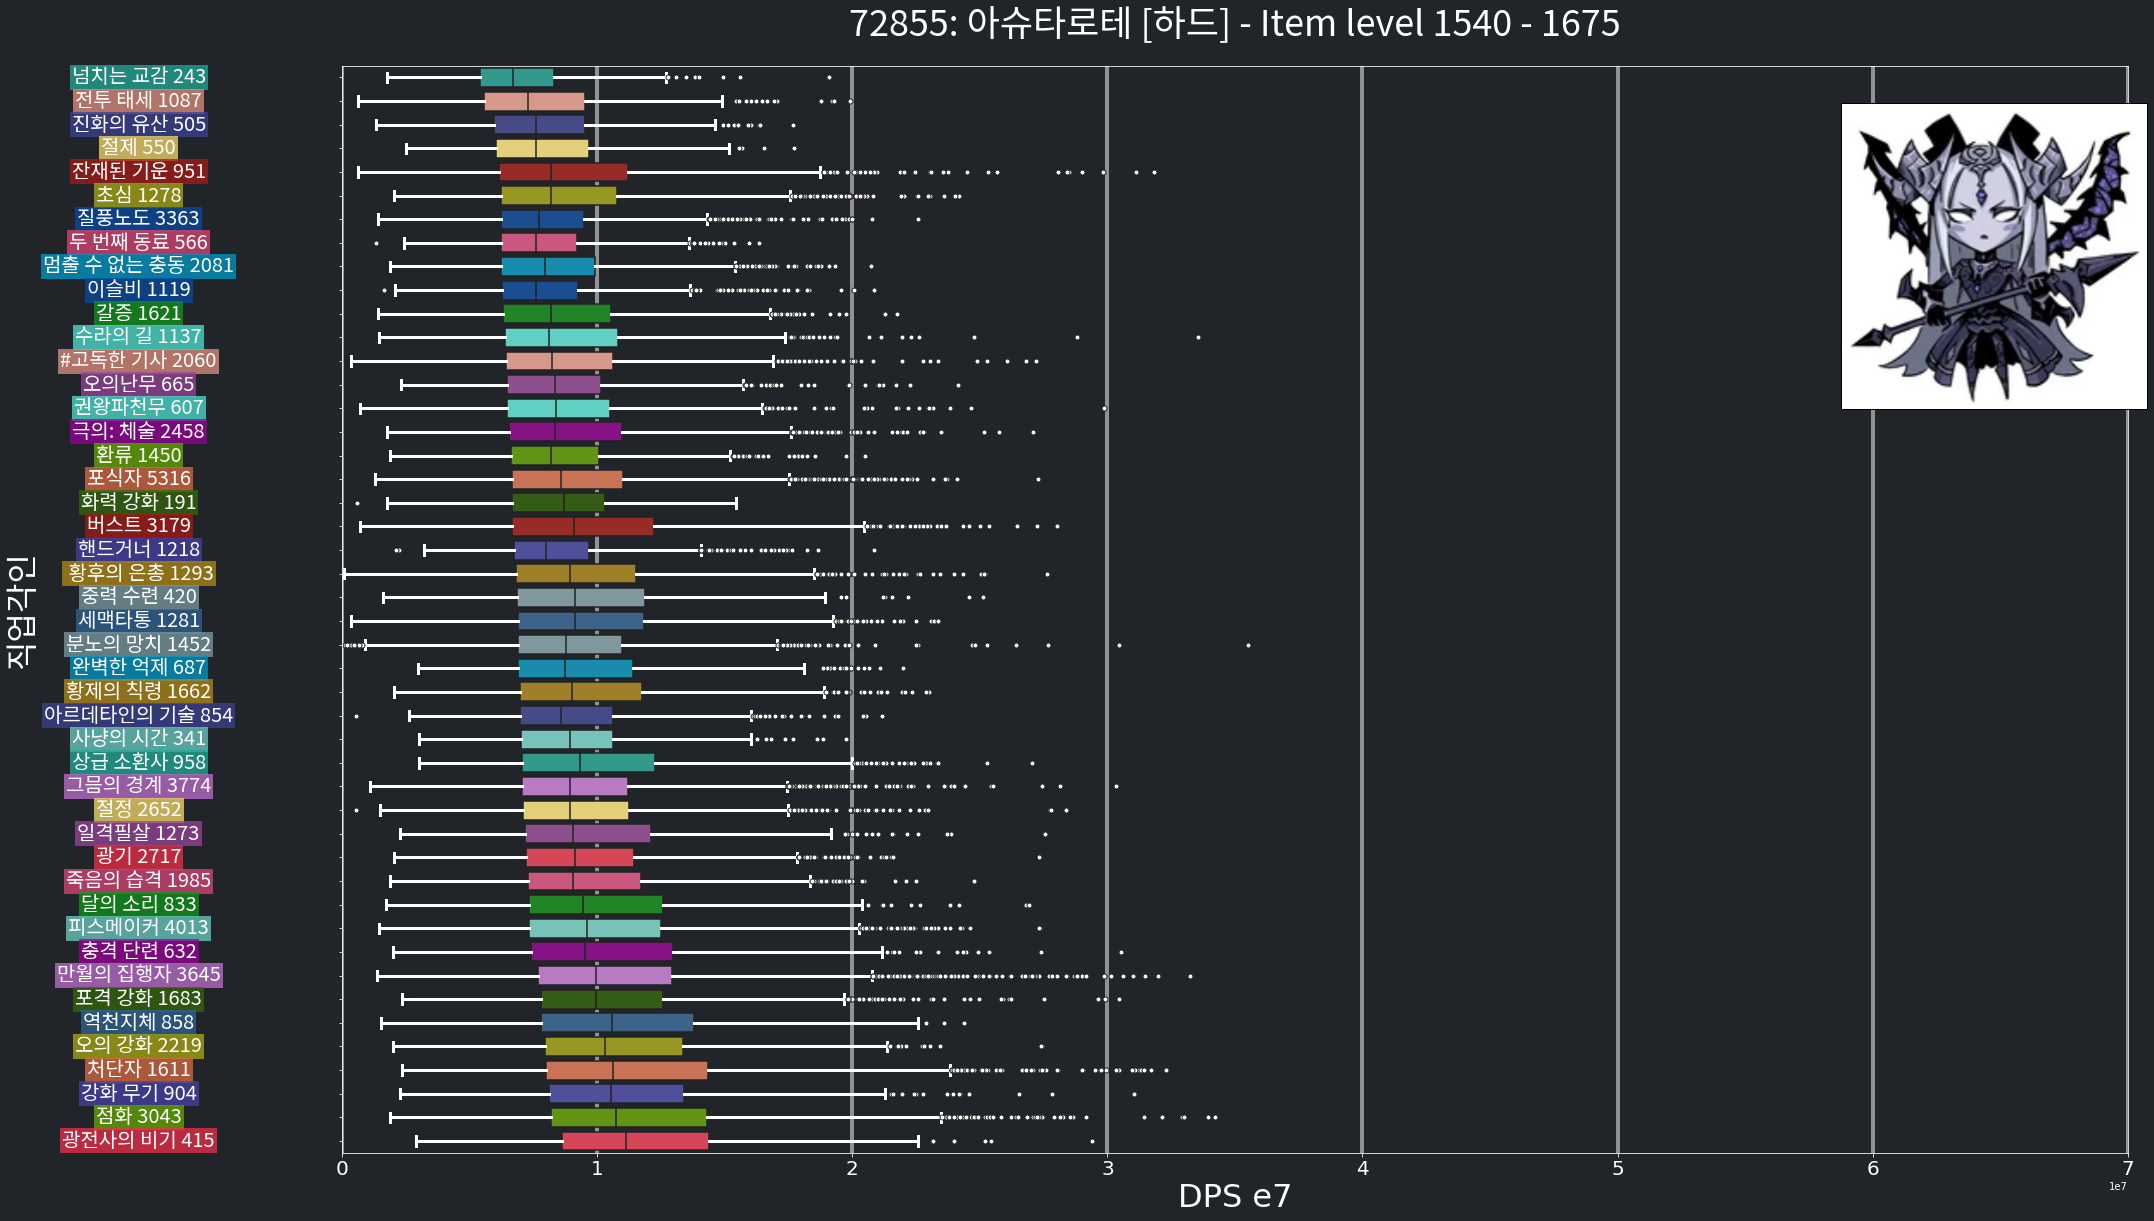 72855: 아슈타로테 [하드] - Item level 1540 - 1675
넘치는 교감 243
전투 태세 1087
진화의 유산 505
절제 550
잔재된 기운 951
초심 1278
질풍노도 3363
두 번째 동료 566
멈출 수 없는 충동 2081
이슬비 1119
갈증 1621
수라의 길 1137
#고독한 기사 2060
오의난무 665
권왕파천무 607
극의: 체술 2458
환류 1450
포식자 5316
화력 강화 191
버스트 3179
핸드거너 1218
황후의 은총 1293
중력 수련 420
세맥타통 1281
분노의 망치 1452
완벽한 억제 687
황제의 칙령 1662
아르데타인의 기술 854
사냥의 시간 341
상급 소환사 958
그믐의 경계 3774
절정 2652
일격필살 1273
광기 2717
죽음의 습격 1985
달의 소리 833
피스메이커 4013
충격 단련 632
만월의 집행자 3645
포격 강화 1683
역천지체 858
오의 강화 2219
처단자 1611
강화 무기 904
점화 3043
광전사의 비기 415
직업각인
0 1 2 3 4 5 6 7
1e7
DPS e7